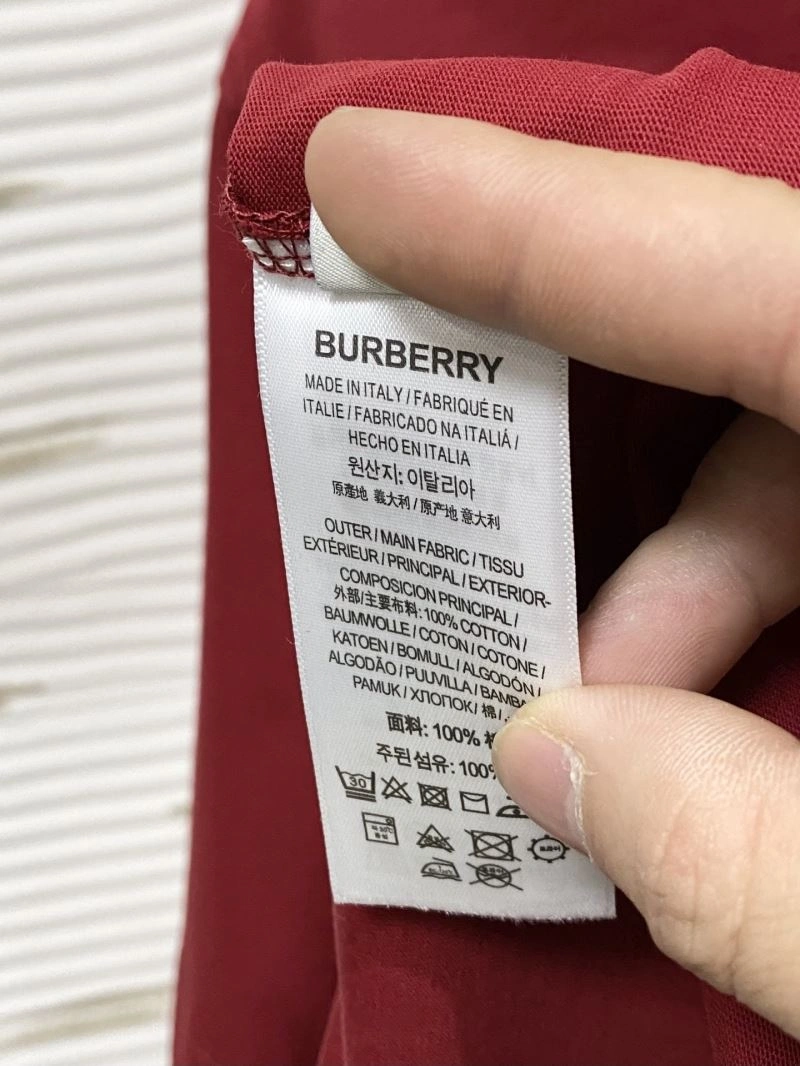 BURBERRY
MADE IN ITALY / FABRIQUÉ EN
ITALIE / FABRICADO NA ITALIÁ /
HECHO EN ITALIA
원산지: 이탈리아
原產地 義大利 / 原产地 意大利
OUTER / MAIN FABRIC / TISSU
EXTÉRIEUR / PRINCIPAL / EXTERIOR-
COMPOSICION PRINCIPAL /
外部/主要布料: 100% COTTON /
BAUMWOLLE / COTON / COTONE /
KATOEN / BOMULL / ALGODÓN /
ALGODÃO / PUUVILLA / BAMBA
PAMUK / ХЛОПОК / 棉 /
面料: 100%
주된섬유: 100%
30